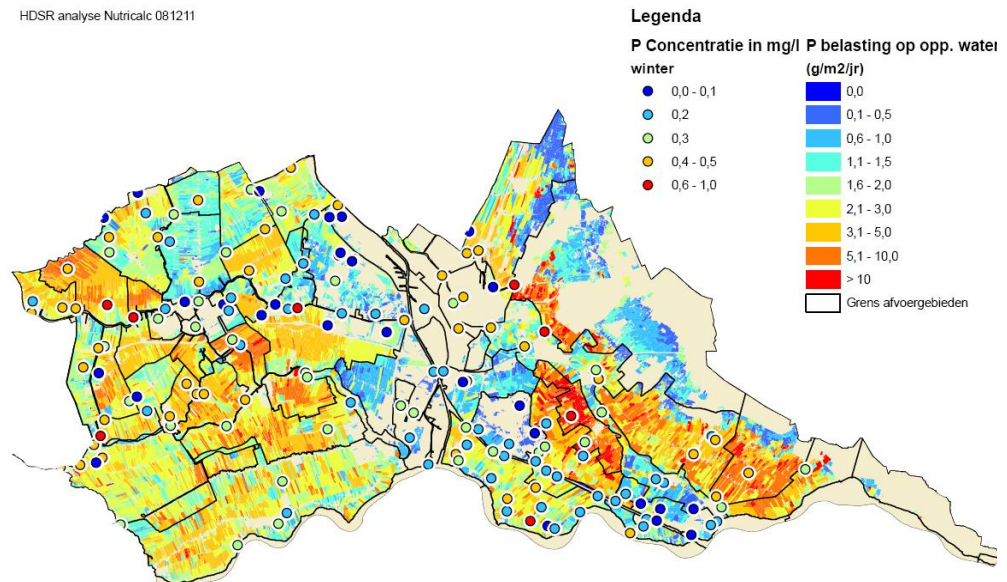 HDSR analyse Nutricalc 081211
Legenda
P Concentratie in mg/l
winter
0,0 - 0,1
0,2
0,3
0,4 - 0,5
0,6 - 1,0
P belasting op opp. water
(g/m2/jr)
0,0
0,1 - 0,5
0,6 - 1,0
1,1 - 1,5
1,6 - 2,0
2,1 - 3,0
3,1 - 5,0
5,1 - 10,0
> 10
Grens afvoergebieden